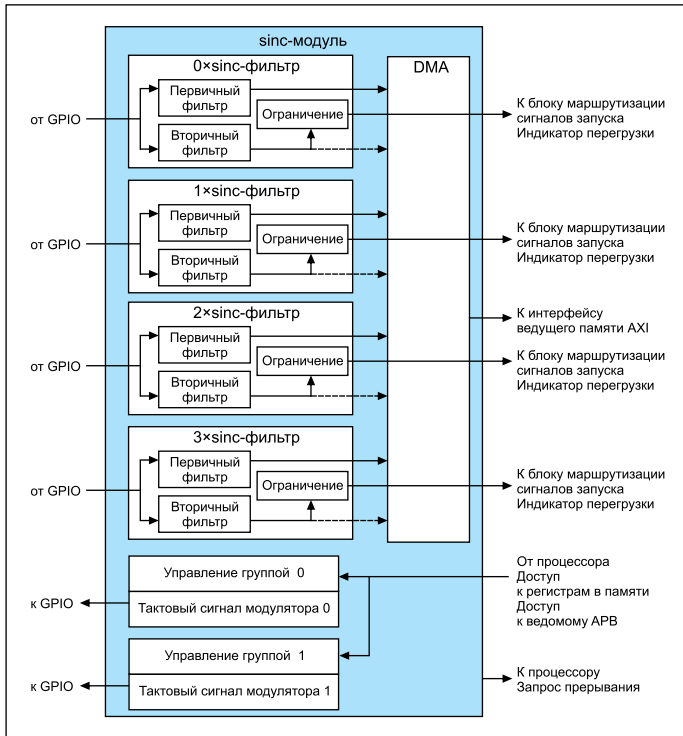 sinc-модуль
0×sinc-фильтр
DMA
Первичный
фильтр
Ограничение
Вторичный
фильтр
от GPIO
К блоку маршрутизации
сигналов запуска
Индикатор перегрузки
1×sinc-фильтр
Первичный
фильтр
Ограничение
Вторичный
фильтр
от GPIO
К блоку маршрутизации
сигналов запуска
Индикатор перегрузки
К интерфейсу
ведущего памяти AXI
2×sinc-фильтр
Первичный
фильтр
Ограничение
Вторичный
фильтр
от GPIO
К блоку маршрутизации
сигналов запуска
Индикатор перегрузки
3×sinc-фильтр
Первичный
фильтр
Ограничение
Вторичный
фильтр
от GPIO
К блоку маршрутизации
сигналов запуска
Индикатор перегрузки
Управление группой 0
Тактовый сигнал модулятора 0
к GPIO
От процессора
Доступ
к регистрам в памяти
Доступ
к ведомому APB
Управление группой 1
Тактовый сигнал модулятора 1
к GPIO
К процессору
Запрос прерывания